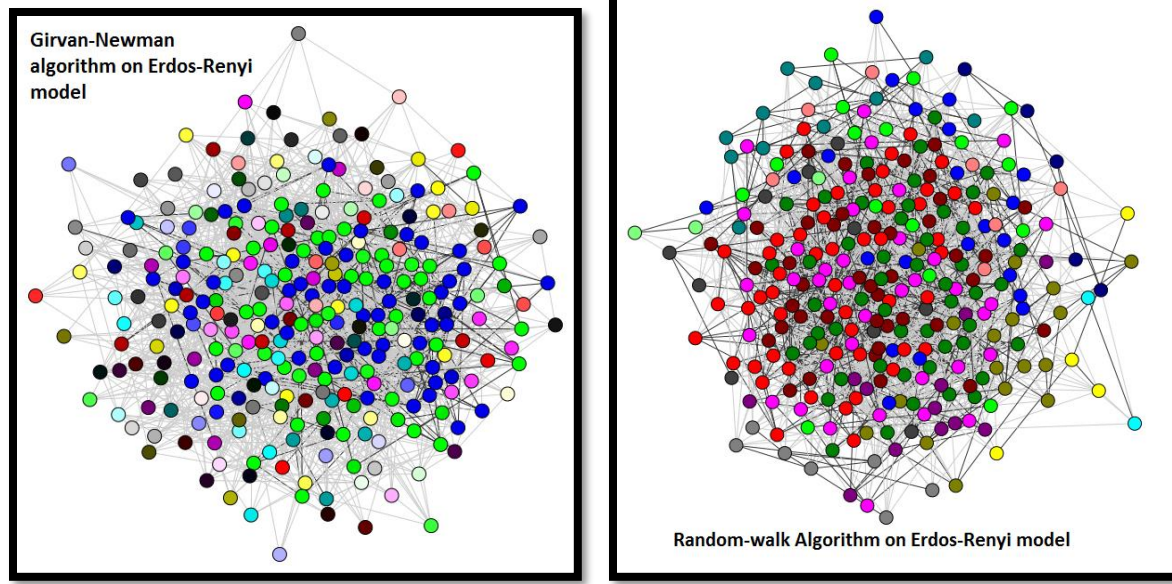 Girvan-Newman
algorithm on Erdos-Renyi
model
Random-walk Algorithm on Erdos-Renyi model